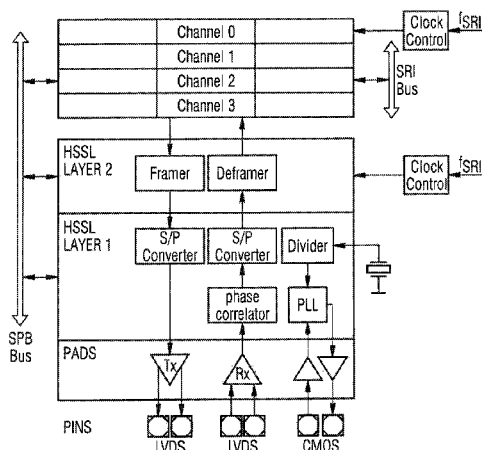 Channel 0
Channel 1
Channel 2
Channel 3
Clock
Control
fSRI
SRI
Bus
HSSL
LAYER 2
Framer
Deframer
Clock
Control
fSRI
HSSL
LAYER 1
S/P
Converter
S/P
Converter
Divider
phase
correlator
PLL
SPB
Bus
PADS
Tx
Rx
PINS
LVDS
LVDS
CMOS